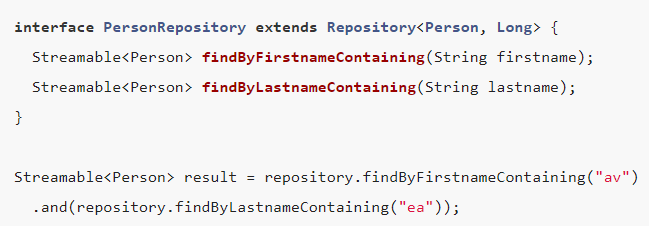 interface PersonRepository extends Repository<Person, Long> {
  Streamable<Person> findByFirstnameContaining(String firstname);
  Streamable<Person> findByLastnameContaining(String lastname);
}
Streamable<Person> result = repository.findByFirstnameContaining("av")
  .and(repository.findByLastnameContaining("ea"));